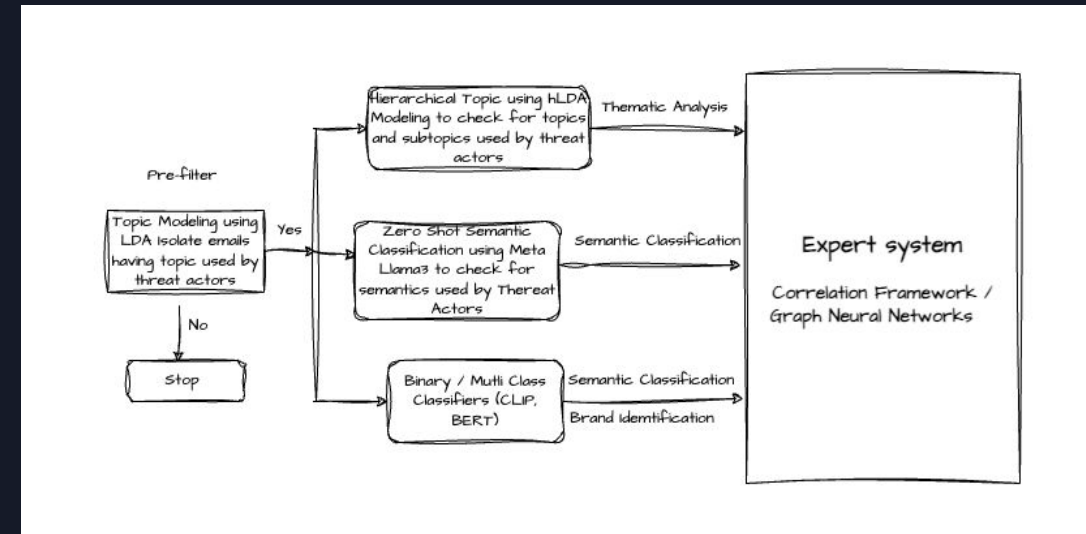 Pre-filter
Topic Modeling using
LDA Isolate emails
having topic used by
threat actors
Yes
No
Stop
Hierarchical Topic using hLDA
Modeling to check for topics
and subtopics used by threat
actors
Thematic Analysis
Zero Shot Semantic
Classification using Meta
Llama3 to check for
semantics used by Thereat
Actors
Semantic Classification
Binary / Mutli Class
Classifiers (CLIP,
BERT)
Semantic Classification
Brand Idemtification
Expert system
Correlation Framework /
Graph Neural Networks